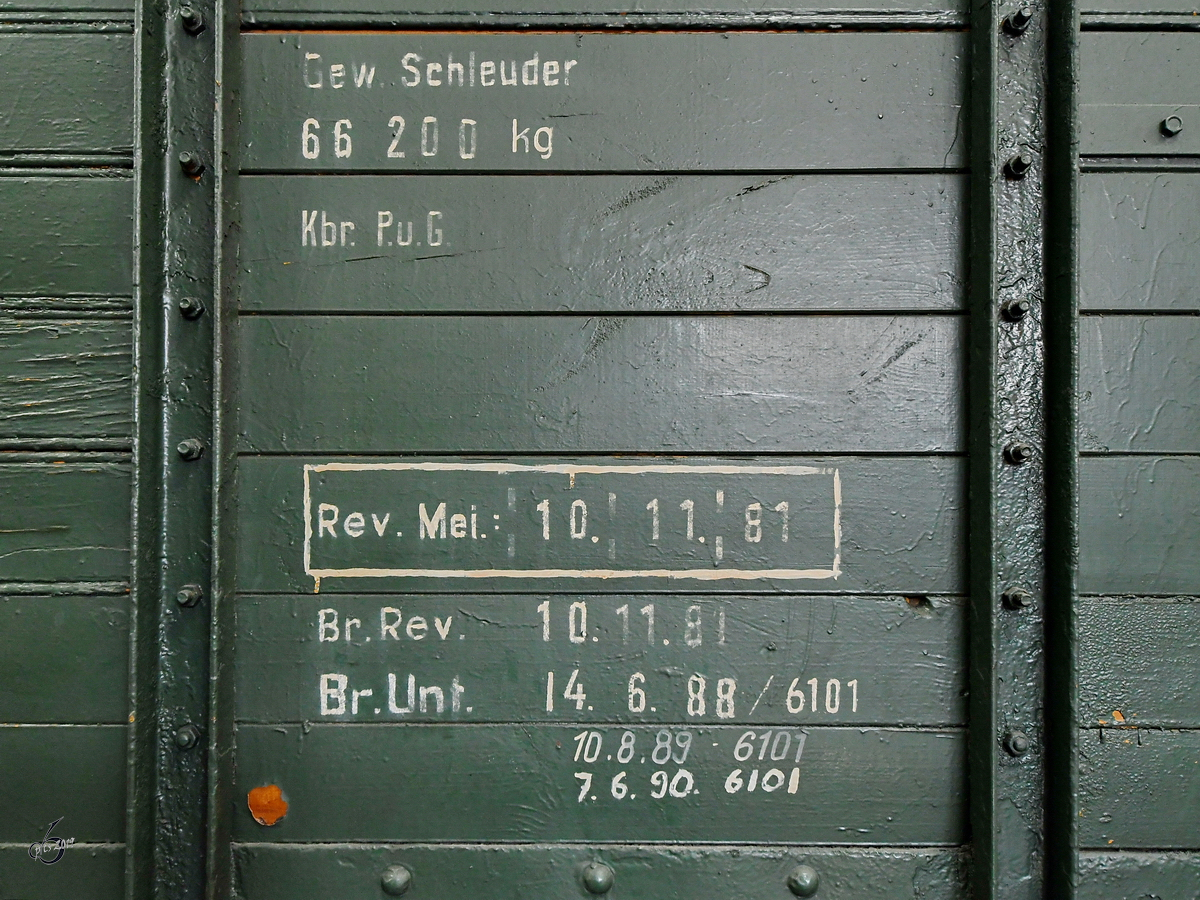 Gew. Schleuder
66 200 kg
Kbr. P.u.G.
Rev. Mei.: 10. 11. 81
Br.Rev. 10.11.81
Br.Unt. 14. 6. 88 / 6101
10.8.89 - 6101
7.6.90. 6101